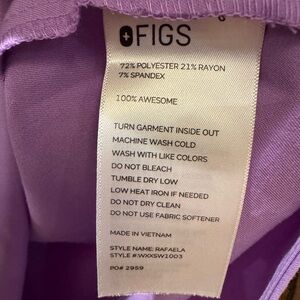 FIGS
72% POLYESTER 21% RAYON
7% SPANDEX
100% AWESOME
TURN GARMENT INSIDE OUT
MACHINE WASH COLD
WASH WITH LIKE COLORS
DO NOT BLEACH
TUMBLE DRY LOW
LOW HEAT IRON IF NEEDED
DO NOT DRY CLEAN
DO NOT USE FABRIC SOFTENER
MADE IN VIETNAM
STYLE NAME: RAFAELA
STYLE #:WXXSW1003
PO# 2959